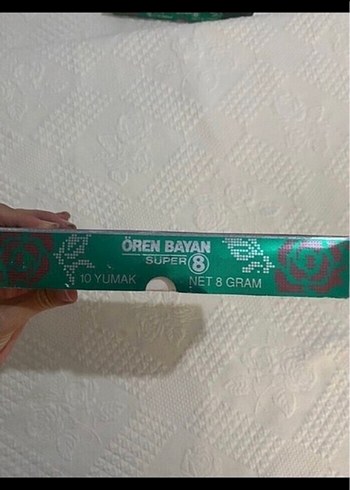 ÖREN BAYAN
SUPER 8
10 YUMAK NET 8 GRAM